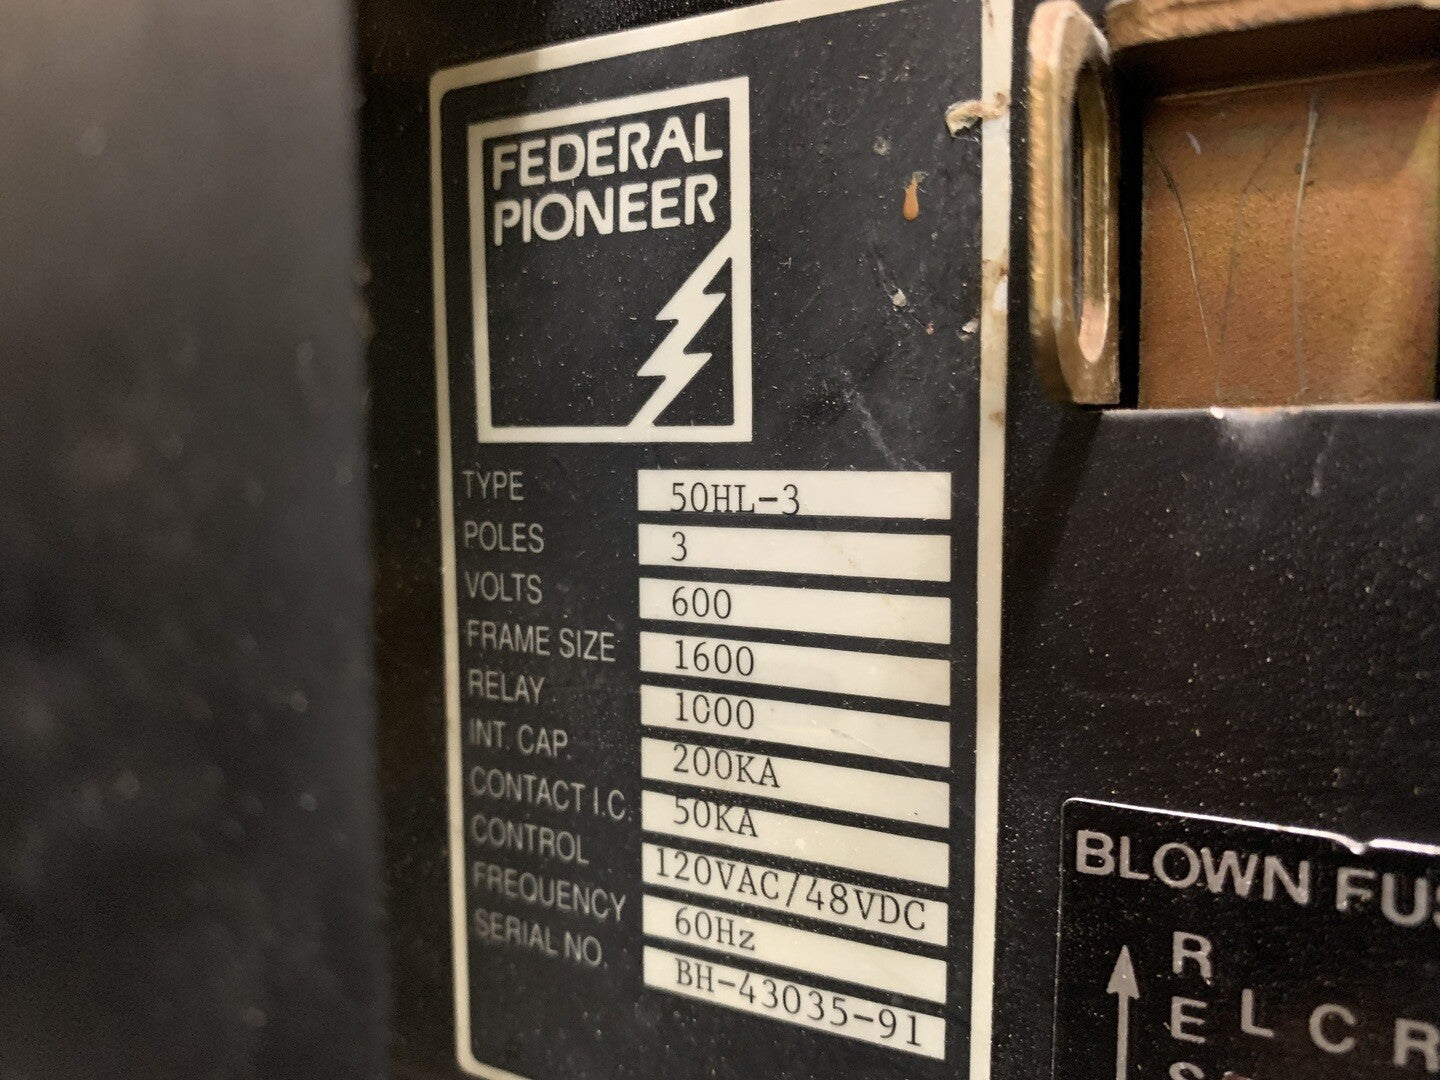 FEDERAL
PIONEER
TYPE 50HL-3
POLES 3
VOLTS 600
FRAME SIZE 1600
RELAY 1000
INT. CAP. 200KA
CONTACT I.C. 50KA
CONTROL 120VAC/48VDC
FREQUENCY 60Hz
SERIAL NO. BH-43035-91
BLOWN FUS
R
E L C R
S